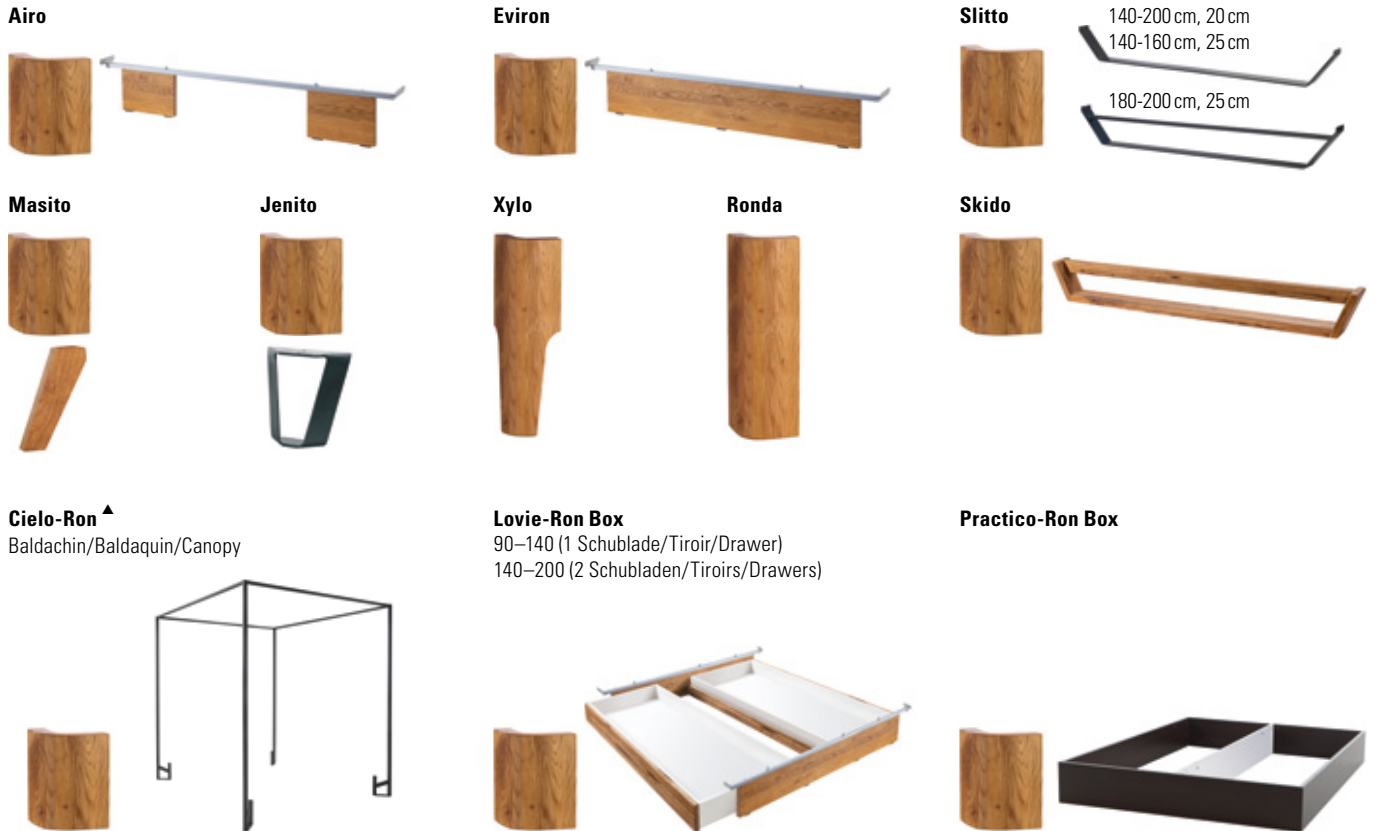 Airo
Eviron
Slitto
140-200 cm, 20 cm
140-160 cm, 25 cm
180-200 cm, 25 cm
Masito
Jenito
Xylo
Ronda
Skido
Cielo-Ron ▲
Baldachin/Baldaquin/Canopy
Lovie-Ron Box
90–140 (1 Schublade/Tiroir/Drawer)
140–200 (2 Schubladen/Tiroirs/Drawers)
Practico-Ron Box